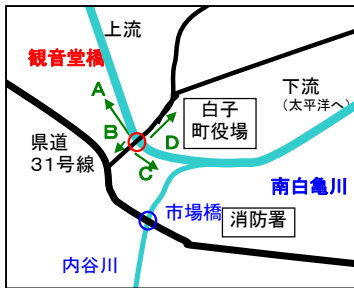 上流
観音堂橋
A
B
C
D
県道
31号線
白子
町役場
下流
(太平洋へ)
南白亀川
市場橋
消防署
内谷川